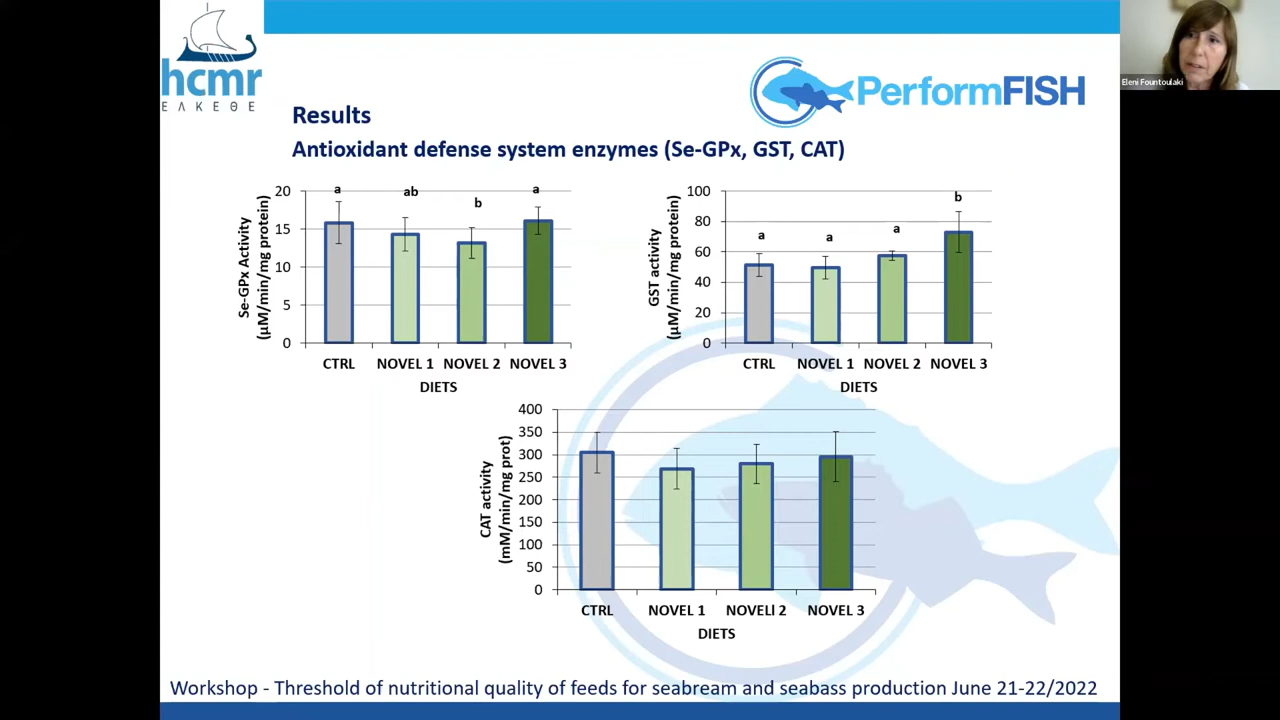 hcmr
ΕΛΚΕΘΕ
PerformFISH
Eleni Fountoulaki
Results
Antioxidant defense system enzymes (Se-GPx, GST, CAT)
Se-GPx Activity
(µM/min/mg protein)
20
15
10
5
0
a
ab
b
a
CTRL NOVEL 1 NOVEL 2 NOVEL 3
DIETS
GST activity
(µM/min/mg protein)
100
80
60
40
20
0
a
a
a
b
CTRL NOVEL 1 NOVEL 2 NOVEL 3
DIETS
CAT activity
(mM/min/mg prot)
400
350
300
250
200
150
100
50
0
CTRL NOVEL 1 NOVELl 2 NOVEL 3
DIETS
Workshop - Threshold of nutritional quality of feeds for seabream and seabass production June 21-22/2022